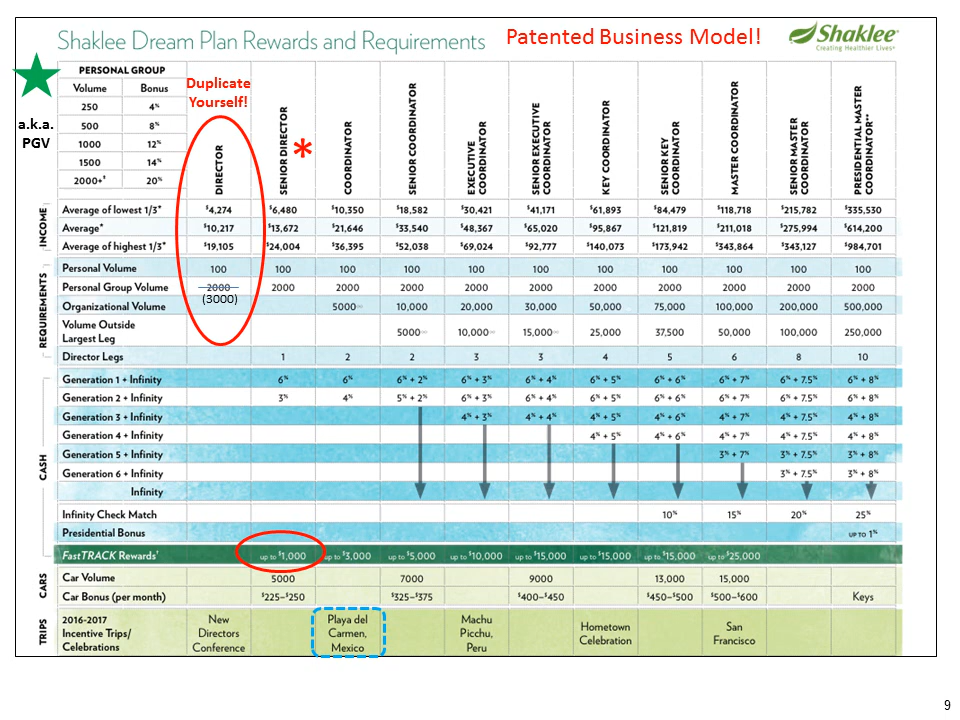 Shaklee Dream Plan Rewards and Requirements
Patented Business Model!
Shaklee®
Creating Healthier Lives®
a.k.a.
PGV
PERSONAL GROUP
Volume Bonus
250 4%
500 8%
1000 12%
1500 14%
2000+‡ 20%
Duplicate
Yourself!
DIRECTOR
SENIOR DIRECTOR
*
COORDINATOR
SENIOR COORDINATOR
EXECUTIVE
COORDINATOR
SENIOR EXECUTIVE
COORDINATOR
KEY COORDINATOR
SENIOR KEY
COORDINATOR
MASTER COORDINATOR
SENIOR MASTER
COORDINATOR
PRESIDENTIAL MASTER
COORDINATOR**
INCOME
Average of lowest 1/3* $4,274 $6,480 $10,350 $18,582 $30,421 $41,171 $61,893 $84,479 $118,718 $215,782 $335,530
Average* $10,217 $13,672 $21,646 $33,540 $48,367 $65,020 $95,867 $121,819 $211,018 $275,994 $614,200
Average of highest 1/3* $19,105 $24,004 $36,395 $52,038 $69,024 $92,777 $140,073 $173,942 $343,864 $343,127 $984,701
REQUIREMENTS
Personal Volume 100 100 100 100 100 100 100 100 100 100 100
Personal Group Volume 2000 2000 2000 2000 2000 2000 2000 2000 2000 2000 2000
(3000)
Organizational Volume 5000 10,000 20,000 30,000 50,000 75,000 100,000 200,000 500,000
Volume Outside
Largest Leg 5000 10,000 15,000 25,000 37,500 50,000 100,000 250,000
Director Legs 1 2 2 3 3 4 5 6 8 10
CASH
Generation 1 + Infinity 6% 6% 6% + 2% 6% + 3% 6% + 4% 6% + 5% 6% + 6% 6% + 7% 6% + 7.5% 6% + 8%
Generation 2 + Infinity 3% 4% 5% + 2% 6% + 3% 6% + 4% 6% + 5% 6% + 6% 6% + 7% 6% + 7.5% 6% + 8%
Generation 3 + Infinity 4% + 3% 4% + 4% 4% + 5% 4% + 6% 4% + 7% 4% + 7.5% 4% + 8%
Generation 4 + Infinity 4% + 5% 4% + 6% 4% + 7% 4% + 7.5% 4% + 8%
Generation 5 + Infinity 3% + 7% 3% + 7.5% 3% + 8%
Generation 6 + Infinity 3% + 7.5% 3% + 8%
Infinity
Infinity Check Match 10% 15% 20% 25%
Presidential Bonus UP TO 1%
FastTRACK Rewards† up to $1,000 up to $3,000 up to $5,000 up to $10,000 up to $15,000 up to $15,000 up to $15,000 up to $25,000
CARS
Car Volume 5000 7000 9000 13,000 15,000
Car Bonus (per month) $225–$250 $325–$375 $400–$450 $450–$500 $500–$600 Keys
TRIPS
2016-2017
Incentive Trips/
Celebrations
New
Directors
Conference
Playa del
Carmen,
Mexico
Machu
Picchu,
Peru
Hometown
Celebration
San
Francisco
9